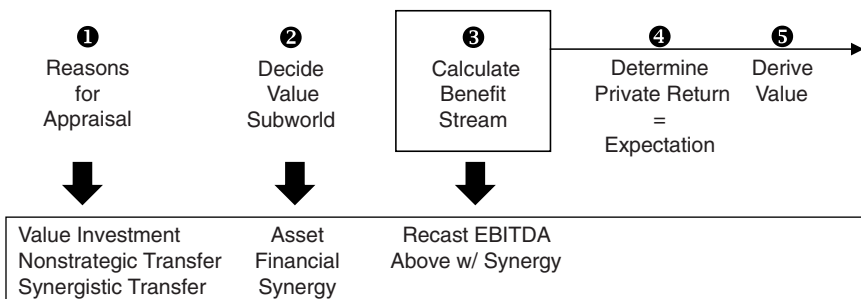 ❶
Reasons
for
Appraisal
❷
Decide
Value
Subworld
❸
Calculate
Benefit
Stream
❹
Determine
Private Return
=
Expectation
❺
Derive
Value
Value Investment
Nonstrategic Transfer
Synergistic Transfer
Asset
Financial
Synergy
Recast EBITDA
Above w/ Synergy